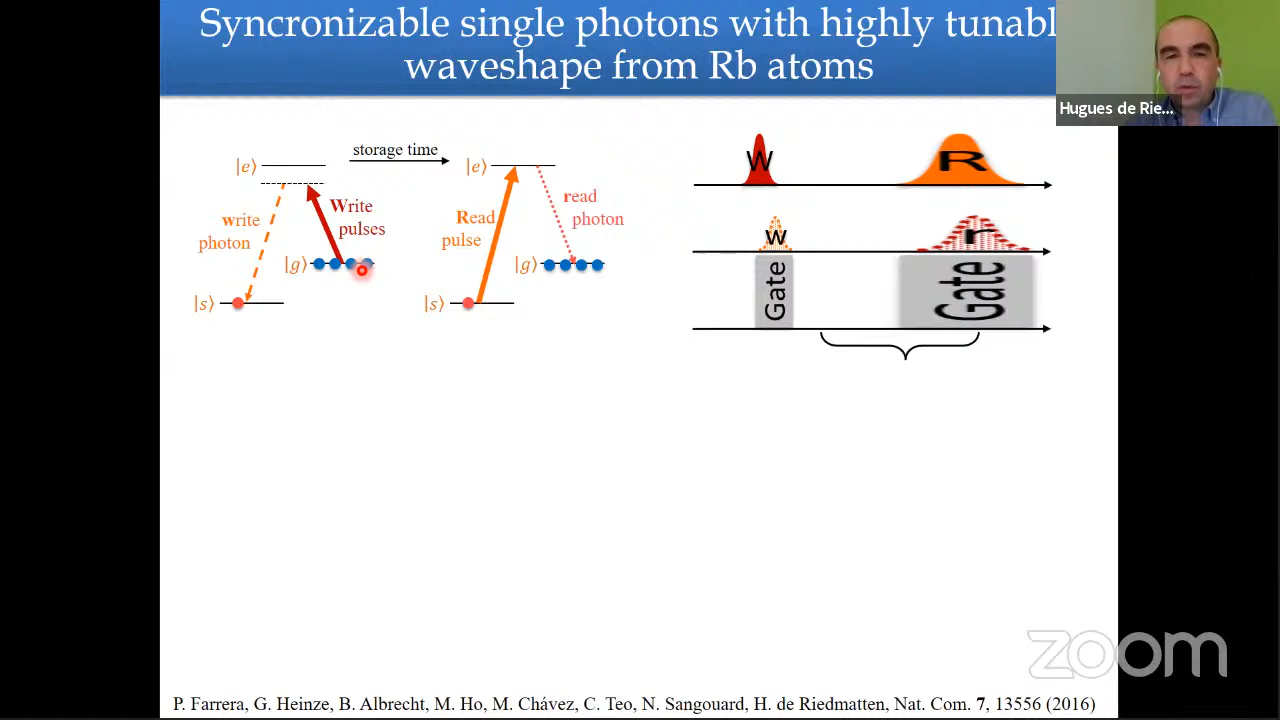 Syncronizable single photons with highly tunabl
waveshape from Rb atoms
Hugues de Rie...
storage time
|e⟩
|e⟩
write
photon
Write
pulses
Read
pulse
read
photon
|g⟩
|g⟩
|s⟩
|s⟩
W
R
w
r
Gate
Gate
zoom
P. Farrera, G. Heinze, B. Albrecht, M. Ho, M. Chávez, C. Teo, N. Sangouard, H. de Riedmatten, Nat. Com. 7, 13556 (2016)